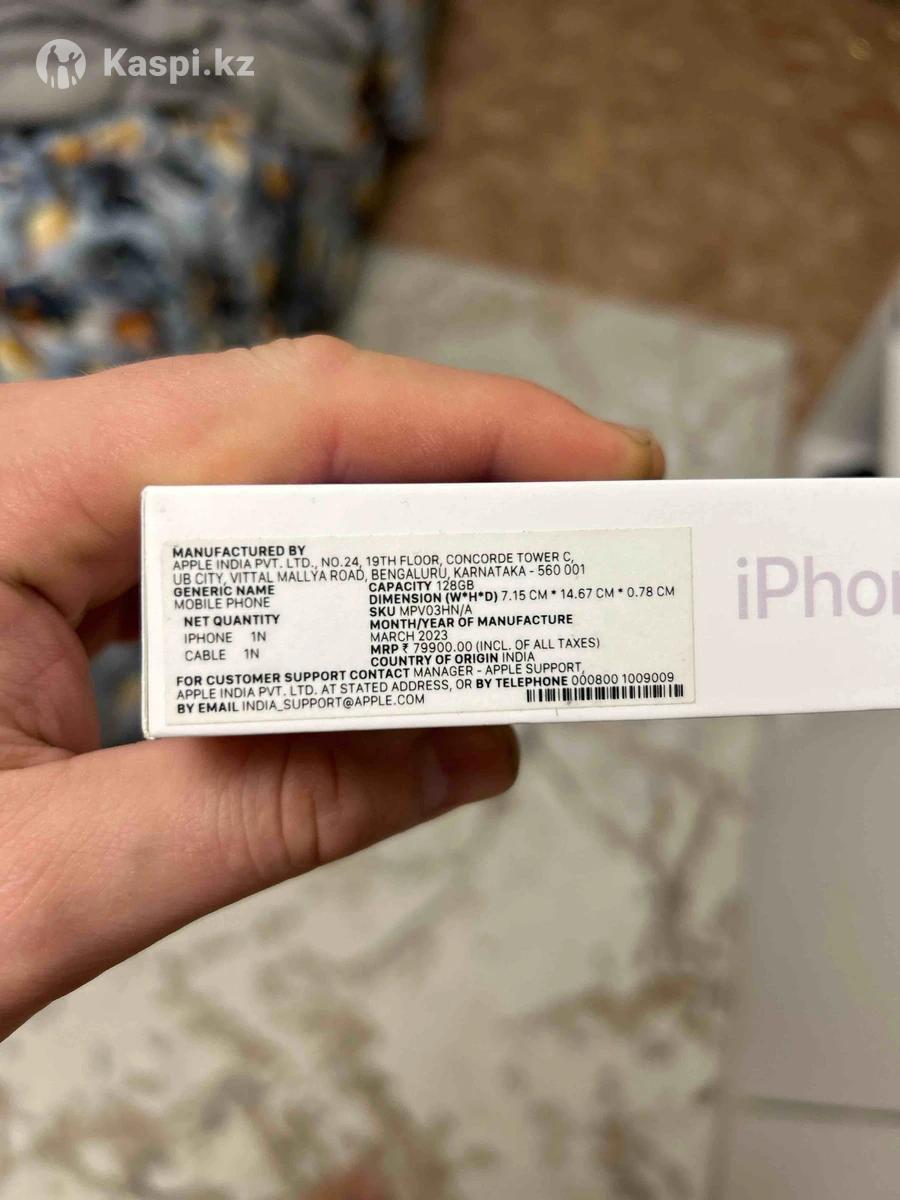 Kaspi.kz
MANUFACTURED BY
APPLE INDIA PVT. LTD., NO.24, 19TH FLOOR, CONCORDE TOWER C,
UB CITY, VITTAL MALLYA ROAD, BENGALURU, KARNATAKA - 560 001
GENERIC NAME
MOBILE PHONE
NET QUANTITY
IPHONE 1N
CABLE 1N
CAPACITY 128GB
DIMENSION (W*H*D) 7.15 CM * 14.67 CM * 0.78 CM
SKU MPV03HN/A
MONTH/YEAR OF MANUFACTURE
MARCH 2023
MRP ₹ 79900.00 (INCL. OF ALL TAXES)
COUNTRY OF ORIGIN INDIA
FOR CUSTOMER SUPPORT CONTACT MANAGER - APPLE SUPPORT,
APPLE INDIA PVT. LTD. AT STATED ADDRESS, OR BY TELEPHONE 000800 1009009
BY EMAIL INDIA_SUPPORT@APPLE.COM
iPhon